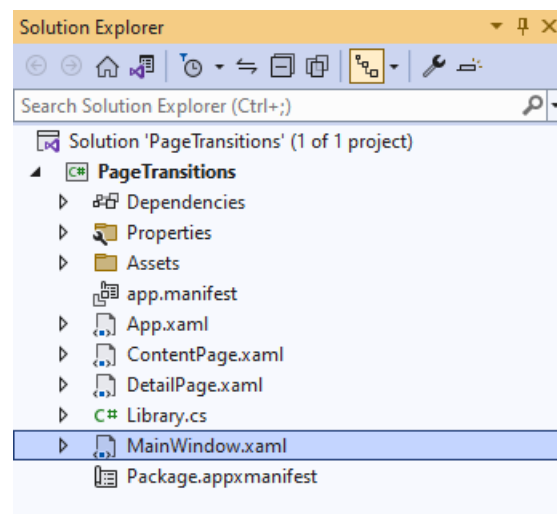 Solution Explorer
Search Solution Explorer (Ctrl+;)
Solution 'PageTransitions' (1 of 1 project)
C# PageTransitions
Dependencies
Properties
Assets
app.manifest
App.xaml
ContentPage.xaml
DetailPage.xaml
C# Library.cs
MainWindow.xaml
Package.appxmanifest